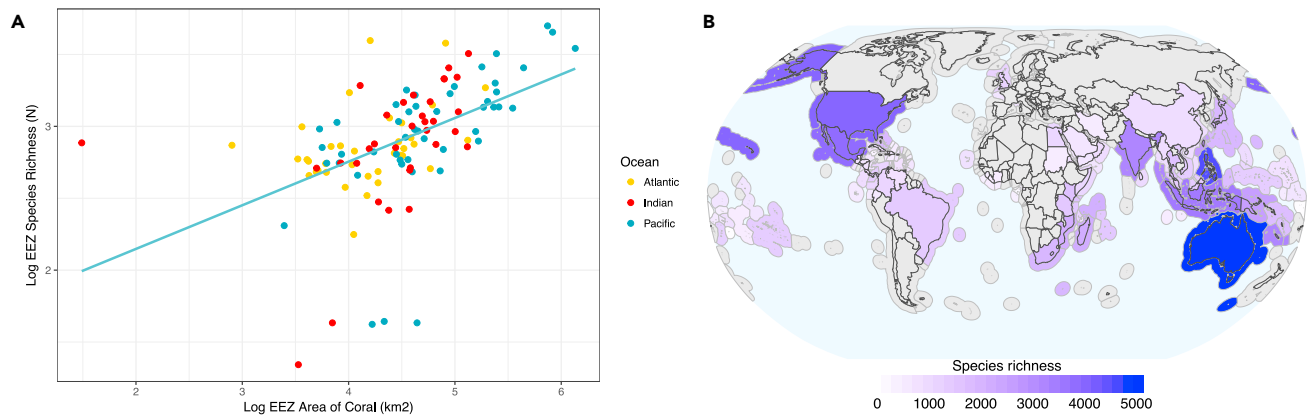 A
Log EEZ Species Richness (N)
3
2
2
3
4
5
6
Log EEZ Area of Coral (km2)
Ocean
Atlantic
Indian
Pacific
B
Species richness
0 1000 2000 3000 4000 5000